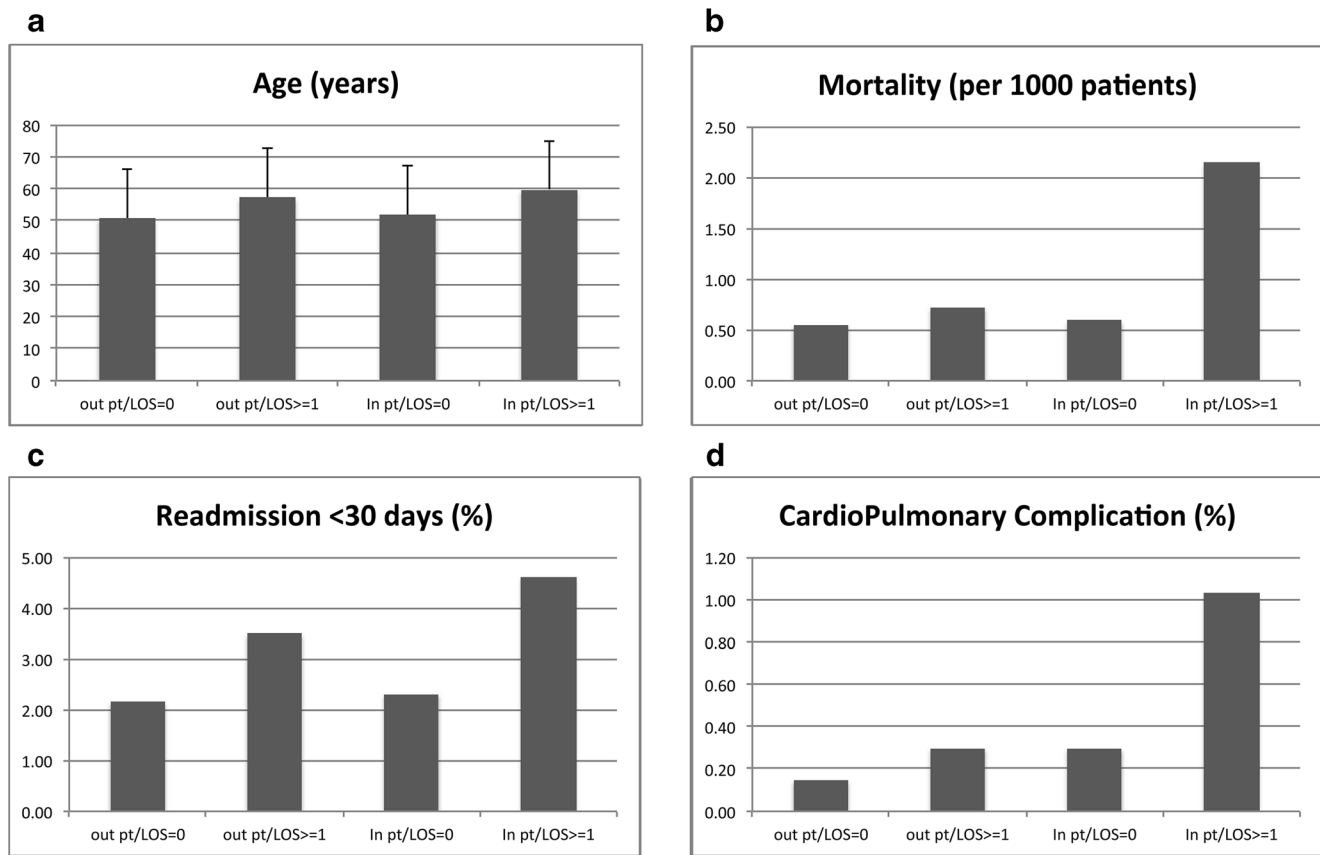 a
Age (years)
80
70
60
50
40
30
20
10
0
out pt/LOS=0 out pt/LOS>=1 In pt/LOS=0 In pt/LOS>=1
b
Mortality (per 1000 patients)
2.50
2.00
1.50
1.00
0.50
0.00
out pt/LOS=0 out pt/LOS>=1 In pt/LOS=0 In pt/LOS>=1
c
Readmission <30 days (%)
5.00
4.00
3.00
2.00
1.00
0.00
out pt/LOS=0 out pt/LOS>=1 In pt/LOS=0 In pt/LOS>=1
d
CardioPulmonary Complication (%)
1.20
1.00
0.80
0.60
0.40
0.20
0.00
out pt/LOS=0 out pt/LOS>=1 In pt/LOS=0 In pt/LOS>=1